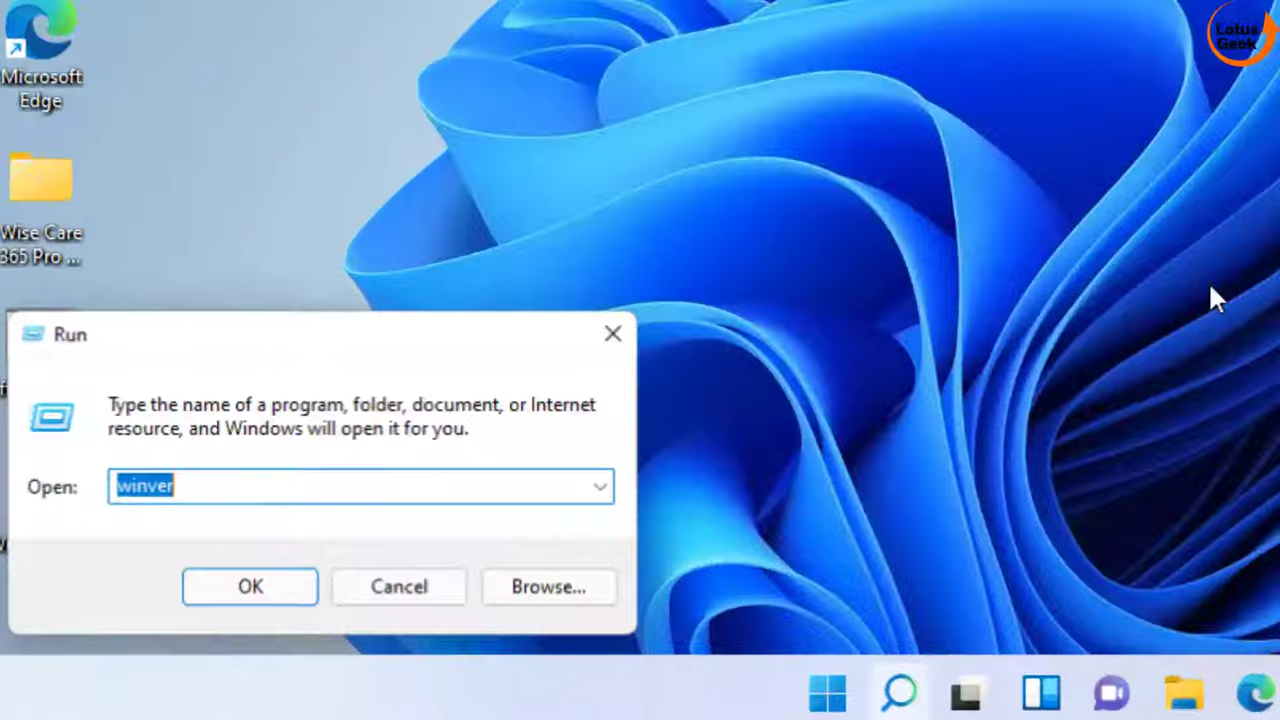 Lotus
Geek
Microsoft
Edge
Wise Care
365 Pro ...
Run
Type the name of a program, folder, document, or Internet
resource, and Windows will open it for you.
Open:
winver
OK
Cancel
Browse...